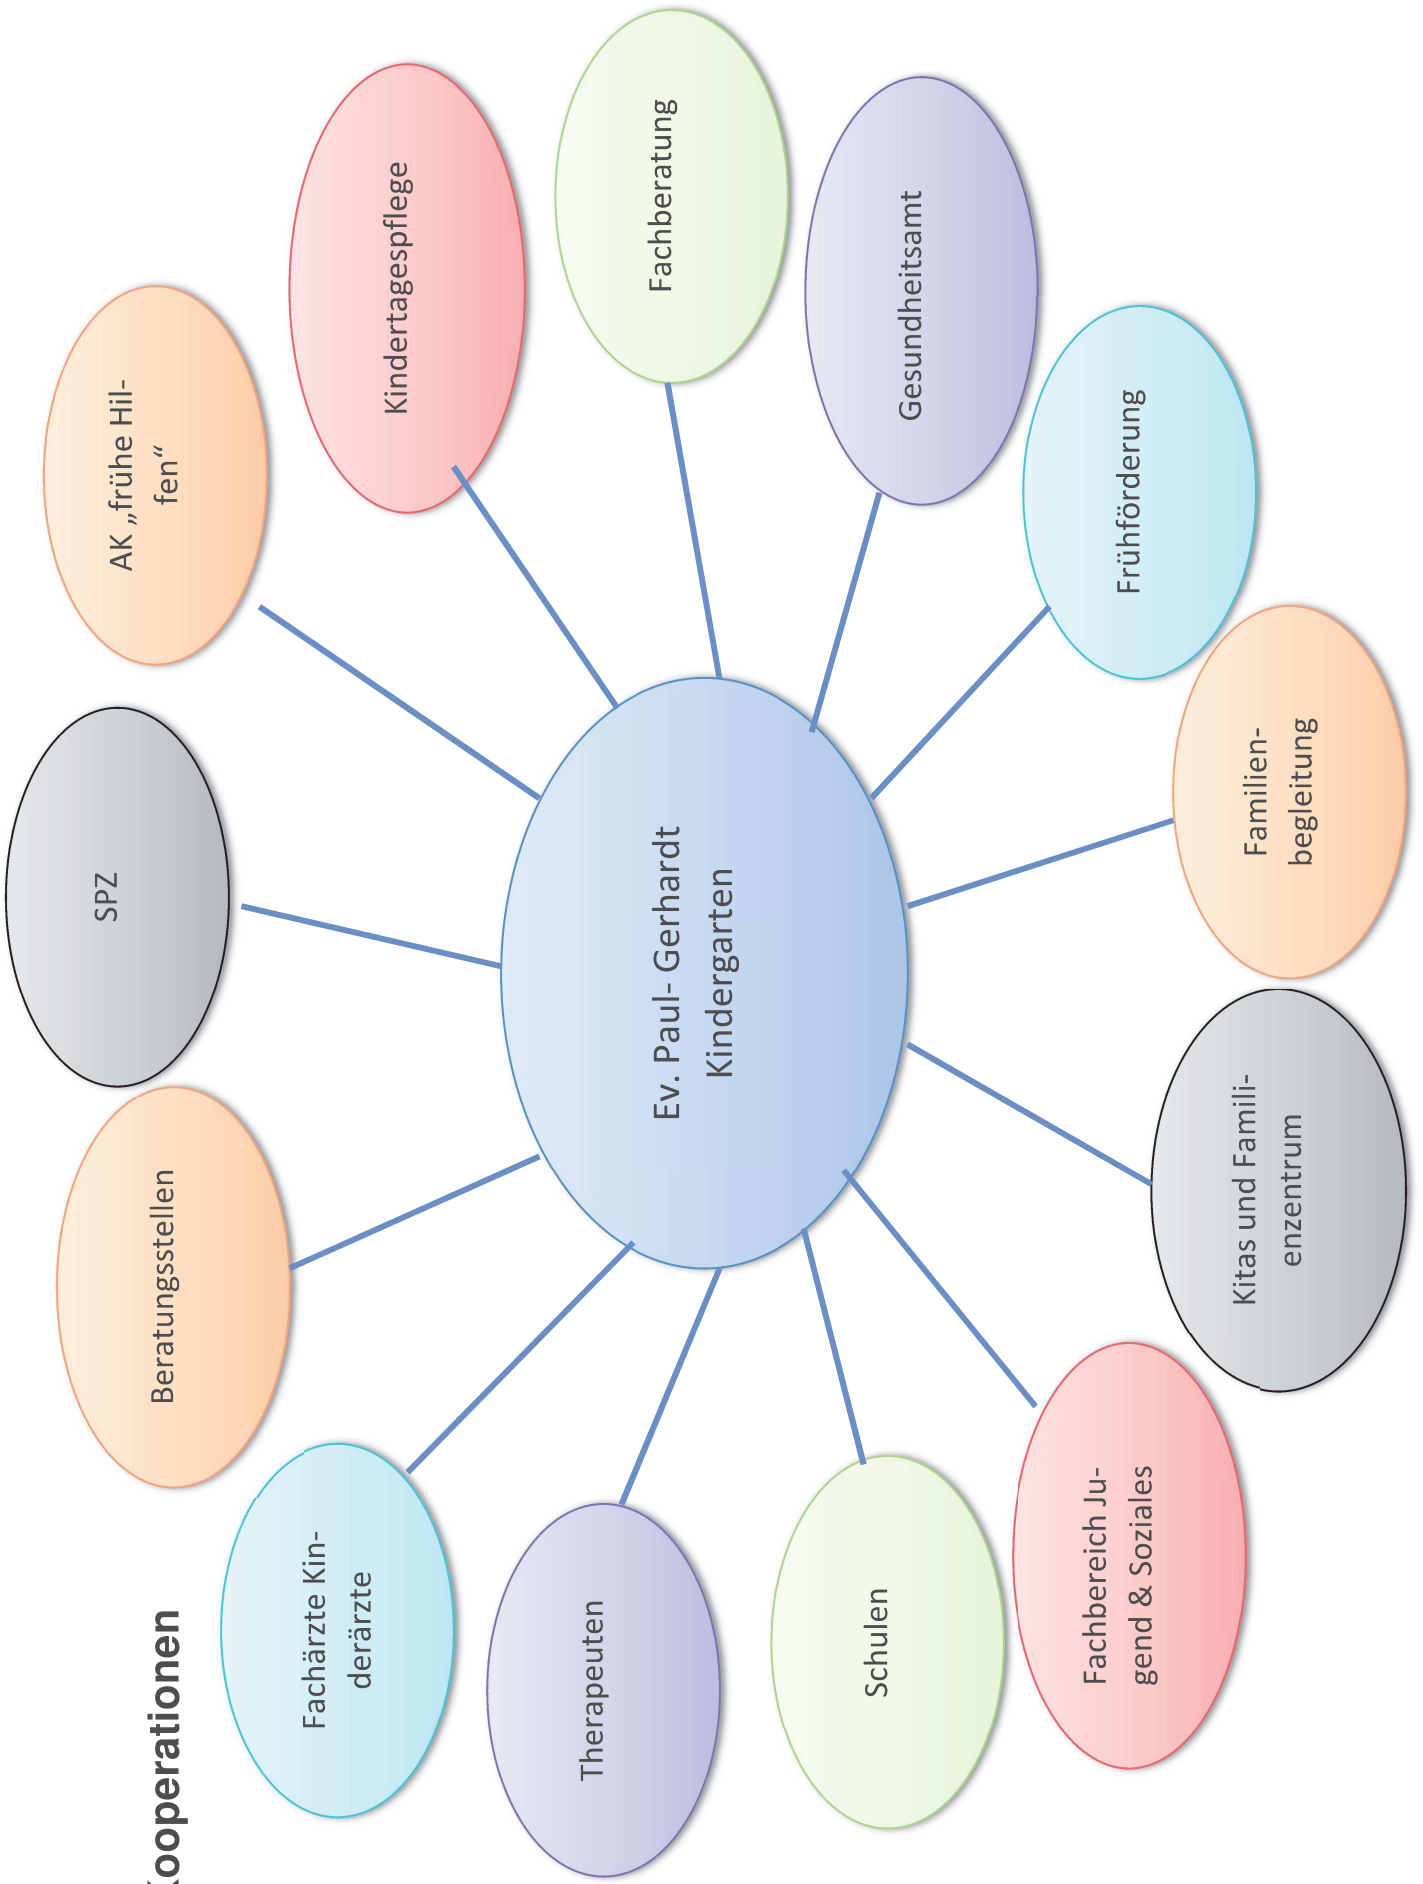 Kooperationen
SPZ
AK „frühe Hil-
fen“
Kindertagespflege
Fachberatung
Gesundheitsamt
Frühförderung
Familien-
begleitung
Kitas und Famili-
enzentrum
Fachbereich Ju-
gend & Soziales
Schulen
Therapeuten
Fachärzte Kin-
derärzte
Beratungsstellen
Ev. Paul- Gerhardt
Kindergarten